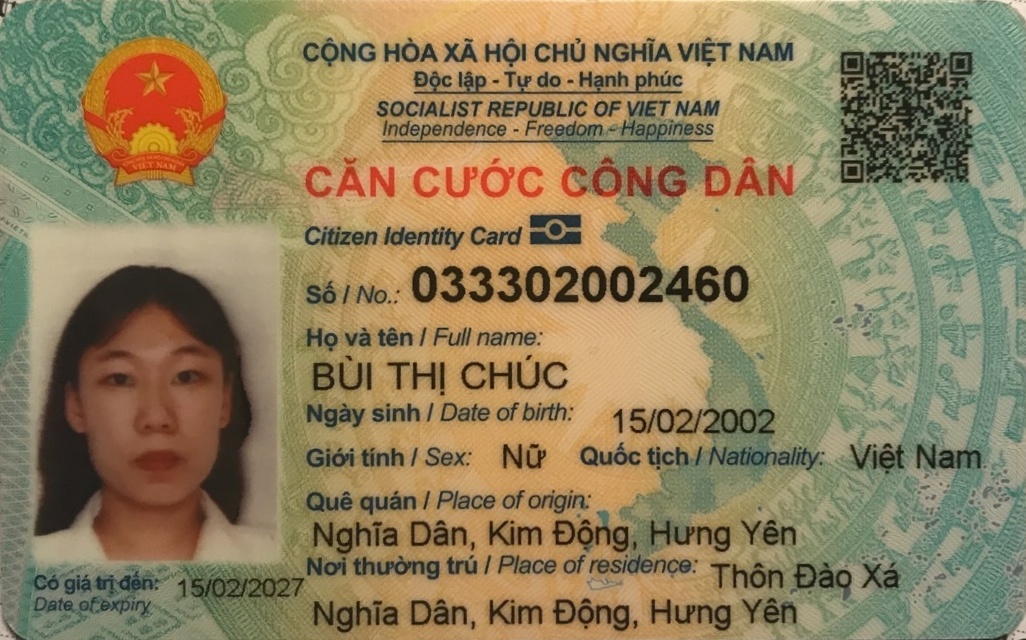 CỘNG HÒA XÃ HỘI CHỦ NGHĨA VIỆT NAM
Độc lập - Tự do - Hạnh phúc
SOCIALIST REPUBLIC OF VIET NAM
Independence - Freedom - Happiness
CĂN CƯỚC CÔNG DÂN
Citizen Identity Card
Số / No.: 033302002460
Họ và tên / Full name:
BÙI THỊ CHÚC
Ngày sinh / Date of birth: 15/02/2002
Giới tính / Sex: Nữ Quốc tịch / Nationality: Việt Nam
Quê quán / Place of origin:
Nghĩa Dân, Kim Động, Hưng Yên
Nơi thường trú / Place of residence: Thôn Đào Xá
Nghĩa Dân, Kim Động, Hưng Yên
Có giá trị đến: 15/02/2027
Date of expiry
VIỆT NAM